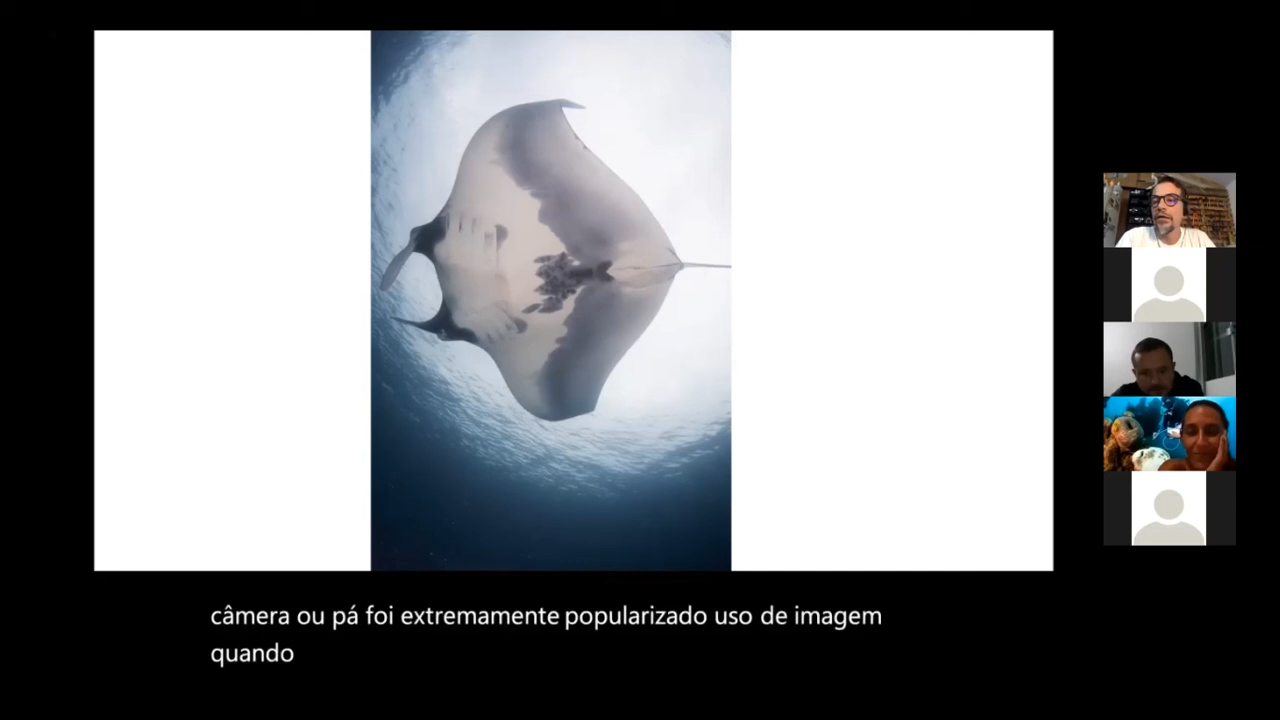 câmera ou pá foi extremamente popularizado uso de imagem
quando